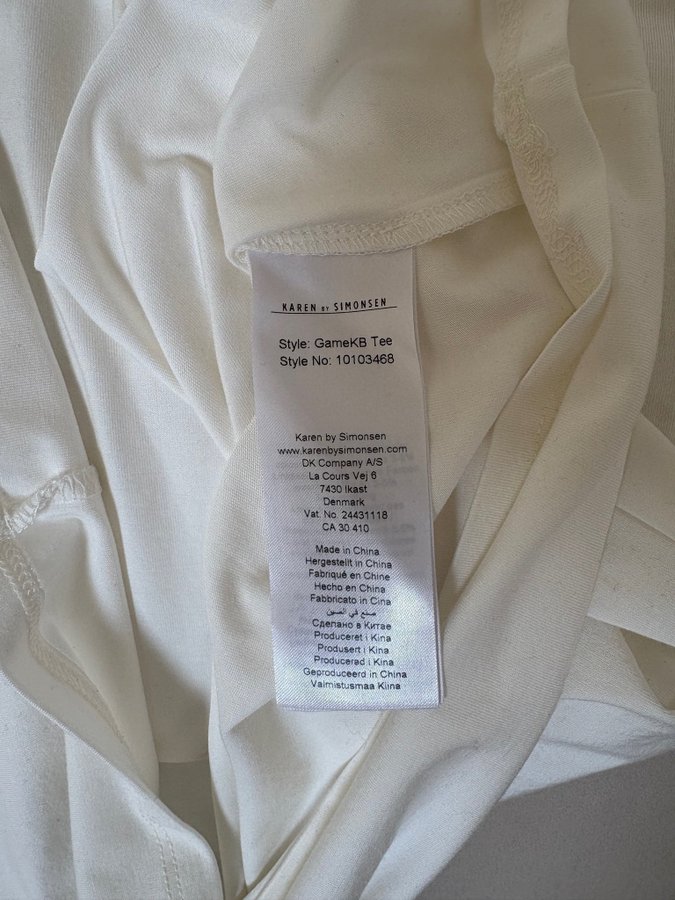 KAREN BY SIMONSEN
Style: GameKB Tee
Style No: 10103468
Karen by Simonsen
www.karenbysimonsen.com
DK Company A/S
La Cours Vej 6
7430 Ikast
Denmark
Vat. No. 24431118
CA 30 410
Made in China
Hergestellt in China
Fabriqué en Chine
Hecho en China
Fabbricato in Cina
صنع في الصين
Сделано в Китае
Produceret i Kina
Produsert i Kina
Producerad i Kina
Geproduceerd in China
Valmistusmaa Kiina